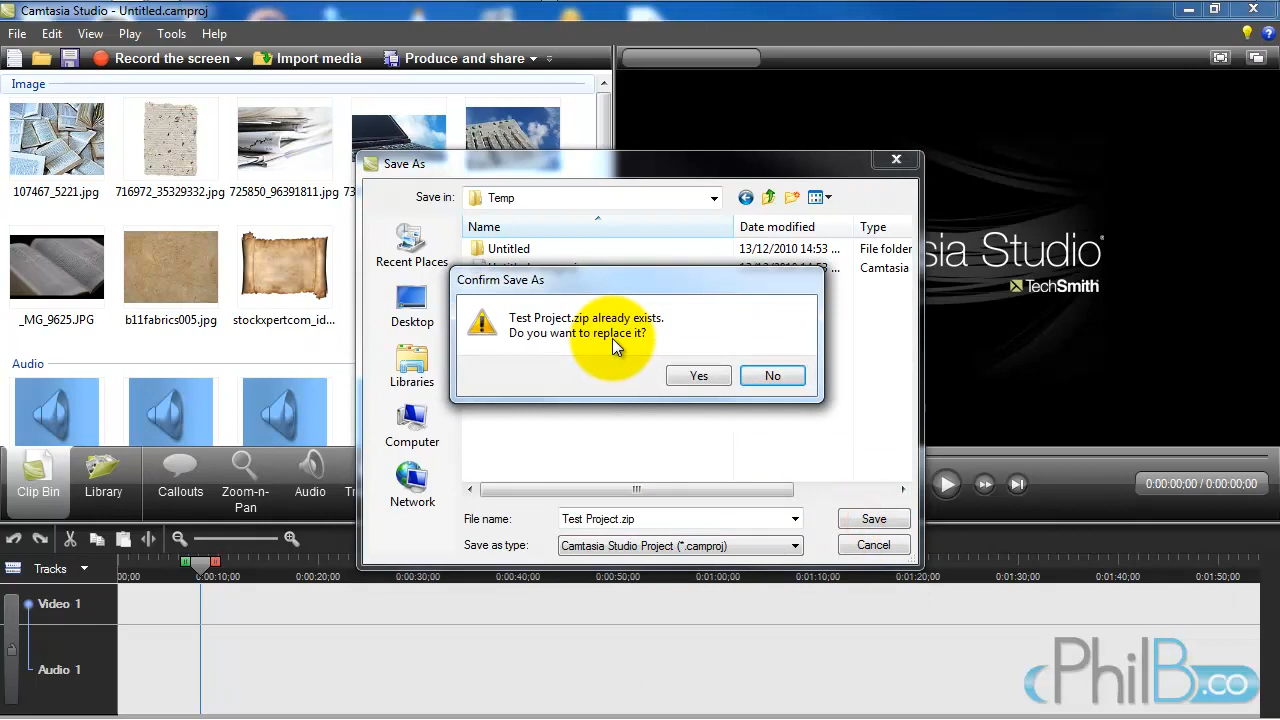 Camtasia Studio - Untitled.camproj
File Edit View Play Tools Help
Record the screen Import media Produce and share
Image
107467_5221.jpg 716972_35329332.jpg 725850_96391811.jpg
_MG_9625.JPG b11fabrics005.jpg stockxpertcom_id...
Audio
Clip Bin Library Callouts Zoom-n-Pan Audio
Save As
Save in: Temp
Name Date modified Type
Untitled 13/12/2010 14:53 ... File folder
Camtasia
Recent Places
Desktop
Libraries
Computer
Network
Confirm Save As
Test Project.zip already exists.
Do you want to replace it?
Yes No
File name: Test Project.zip Save
Save as type: Camtasia Studio Project (*.camproj) Cancel
Studio
TechSmith
0:00:00;00 / 0:00:00;00
Tracks
00;00 0:00:10;00 0:00:20;00 0:00:30;00 0:00:40;00 0:00:50;00 0:01:00;00 0:01:10;00 0:01:20;00 0:01:30;00 0:01:40;00 0:01:50;00
Video 1
Audio 1
PhilB.co